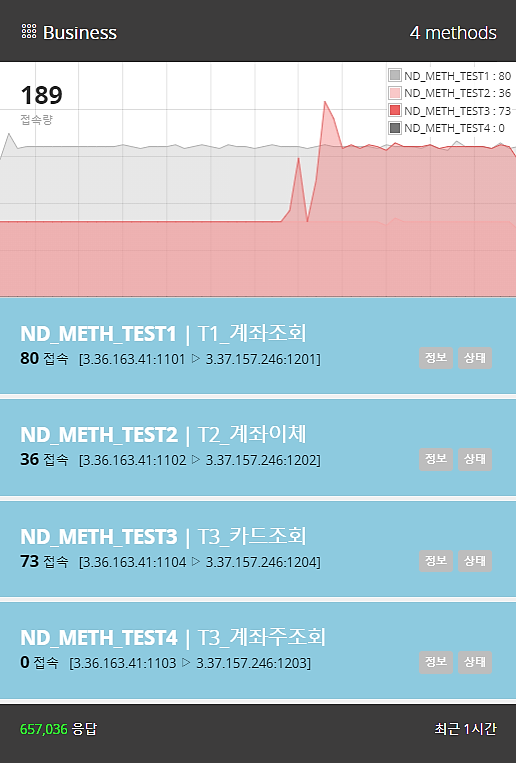 Business
4 methods
189
접속량
ND_METH_TEST1 : 80
ND_METH_TEST2 : 36
ND_METH_TEST3 : 73
ND_METH_TEST4 : 0
ND_METH_TEST1 | T1_계좌조회
80 접속 [3.36.163.41:1101 ▷ 3.37.157.246:1201]
정보 상태
ND_METH_TEST2 | T2_계좌이체
36 접속 [3.36.163.41:1102 ▷ 3.37.157.246:1202]
정보 상태
ND_METH_TEST3 | T3_카드조회
73 접속 [3.36.163.41:1104 ▷ 3.37.157.246:1204]
정보 상태
ND_METH_TEST4 | T3_계좌주조회
0 접속 [3.36.163.41:1103 ▷ 3.37.157.246:1203]
정보 상태
657,036 응답
최근 1시간